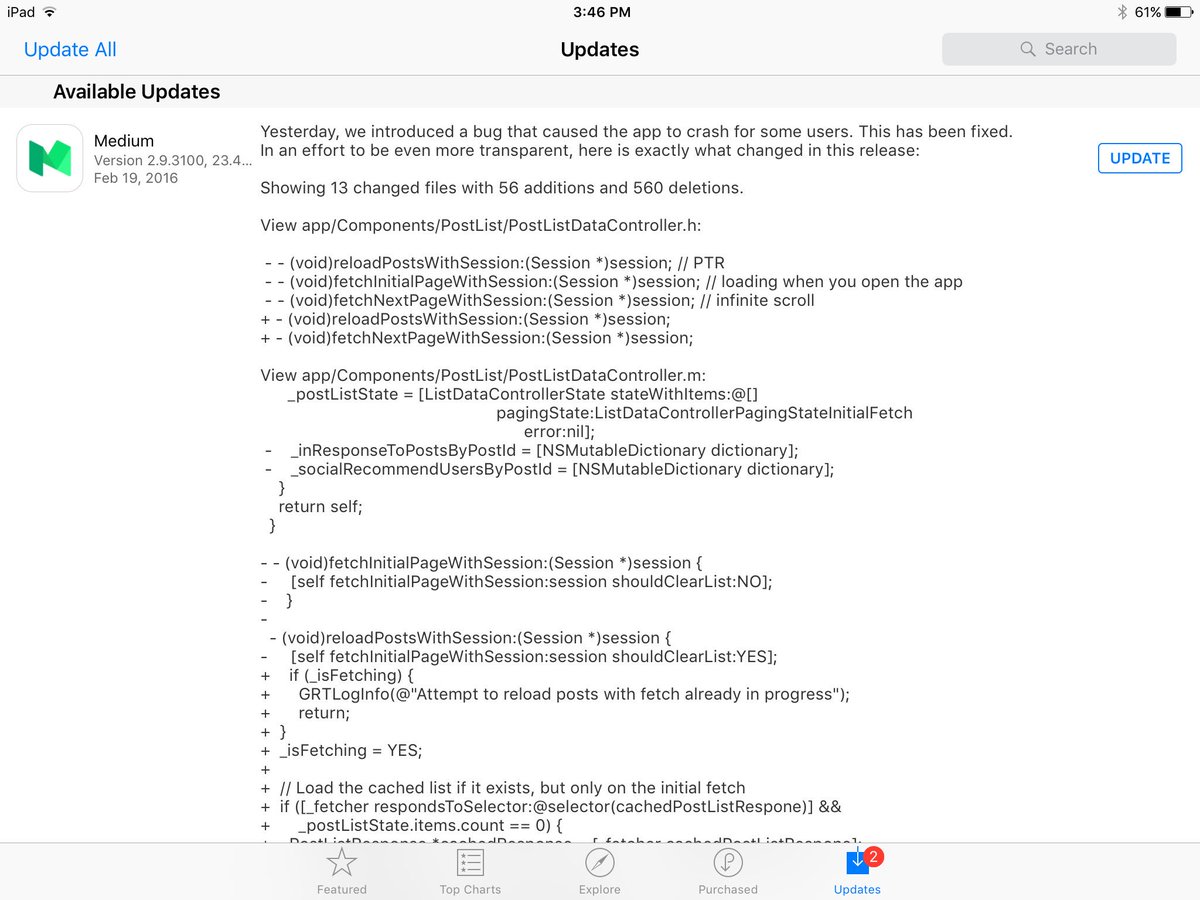 iPad 3:46 PM 61%
Update All Updates Search
Available Updates
Medium
Version 2.9.3100, 23.4...
Feb 19, 2016
UPDATE
Yesterday, we introduced a bug that caused the app to crash for some users. This has been fixed.
In an effort to be even more transparent, here is exactly what changed in this release:
Showing 13 changed files with 56 additions and 560 deletions.
View app/Components/PostList/PostListDataController.h:
- - (void)reloadPostsWithSession:(Session *)session; // PTR
- - (void)fetchInitialPageWithSession:(Session *)session; // loading when you open the app
- - (void)fetchNextPageWithSession:(Session *)session; // infinite scroll
+ - (void)reloadPostsWithSession:(Session *)session;
+ - (void)fetchNextPageWithSession:(Session *)session;
View app/Components/PostList/PostListDataController.m:
_postListState = [ListDataControllerState stateWithItems:@[]
pagingState:ListDataControllerPagingStateInitialFetch
error:nil];
- _inResponseToPostsByPostId = [NSMutableDictionary dictionary];
- _socialRecommendUsersByPostId = [NSMutableDictionary dictionary];
}
return self;
}
- - (void)fetchInitialPageWithSession:(Session *)session {
- [self fetchInitialPageWithSession:session shouldClearList:NO];
- }
-
- (void)reloadPostsWithSession:(Session *)session {
- [self fetchInitialPageWithSession:session shouldClearList:YES];
+ if (_isFetching) {
+ GRTLogInfo(@"Attempt to reload posts with fetch already in progress");
+ return;
+ }
+ _isFetching = YES;
+
+ // Load the cached list if it exists, but only on the initial fetch
+ if ([_fetcher respondsToSelector:@selector(cachedPostListRespone)] &&
+ _postListState.items.count == 0) {
Featured Top Charts Explore Purchased Updates 2